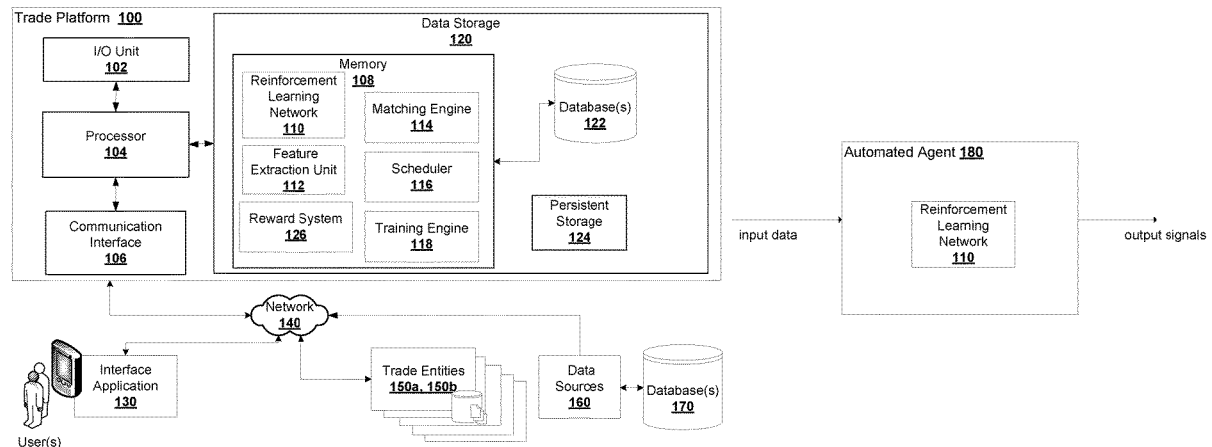 Trade Platform 100
I/O Unit
102
Processor
104
Communication
Interface
106
Data Storage
120
Memory
108
Reinforcement
Learning
Network
110
Feature
Extraction Unit
112
Reward System
126
Matching Engine
114
Scheduler
116
Training Engine
118
Database(s)
122
Persistent
Storage
124
input data
Automated Agent 180
Reinforcement
Learning
Network
110
output signals
Network
140
Interface
Application
130
User(s)
Trade Entities
150a, 150b
Data
Sources
160
Database(s)
170